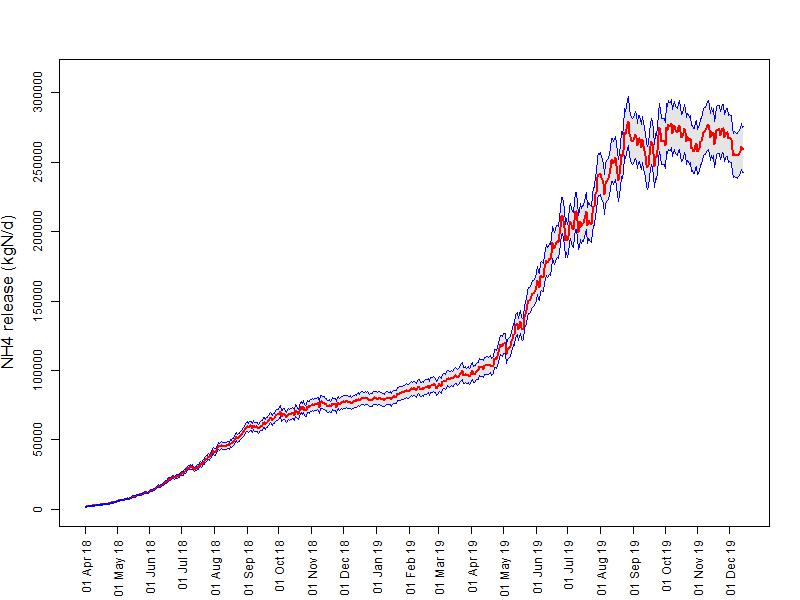 NH4 release (kgN/d)
300000
250000
200000
150000
100000
50000
0
01 Apr 18
01 May 18
01 Jun 18
01 Jul 18
01 Aug 18
01 Sep 18
01 Oct 18
01 Nov 18
01 Dec 18
01 Jan 19
01 Feb 19
01 Mar 19
01 Apr 19
01 May 19
01 Jun 19
01 Jul 19
01 Aug 19
01 Sep 19
01 Oct 19
01 Nov 19
01 Dec 19